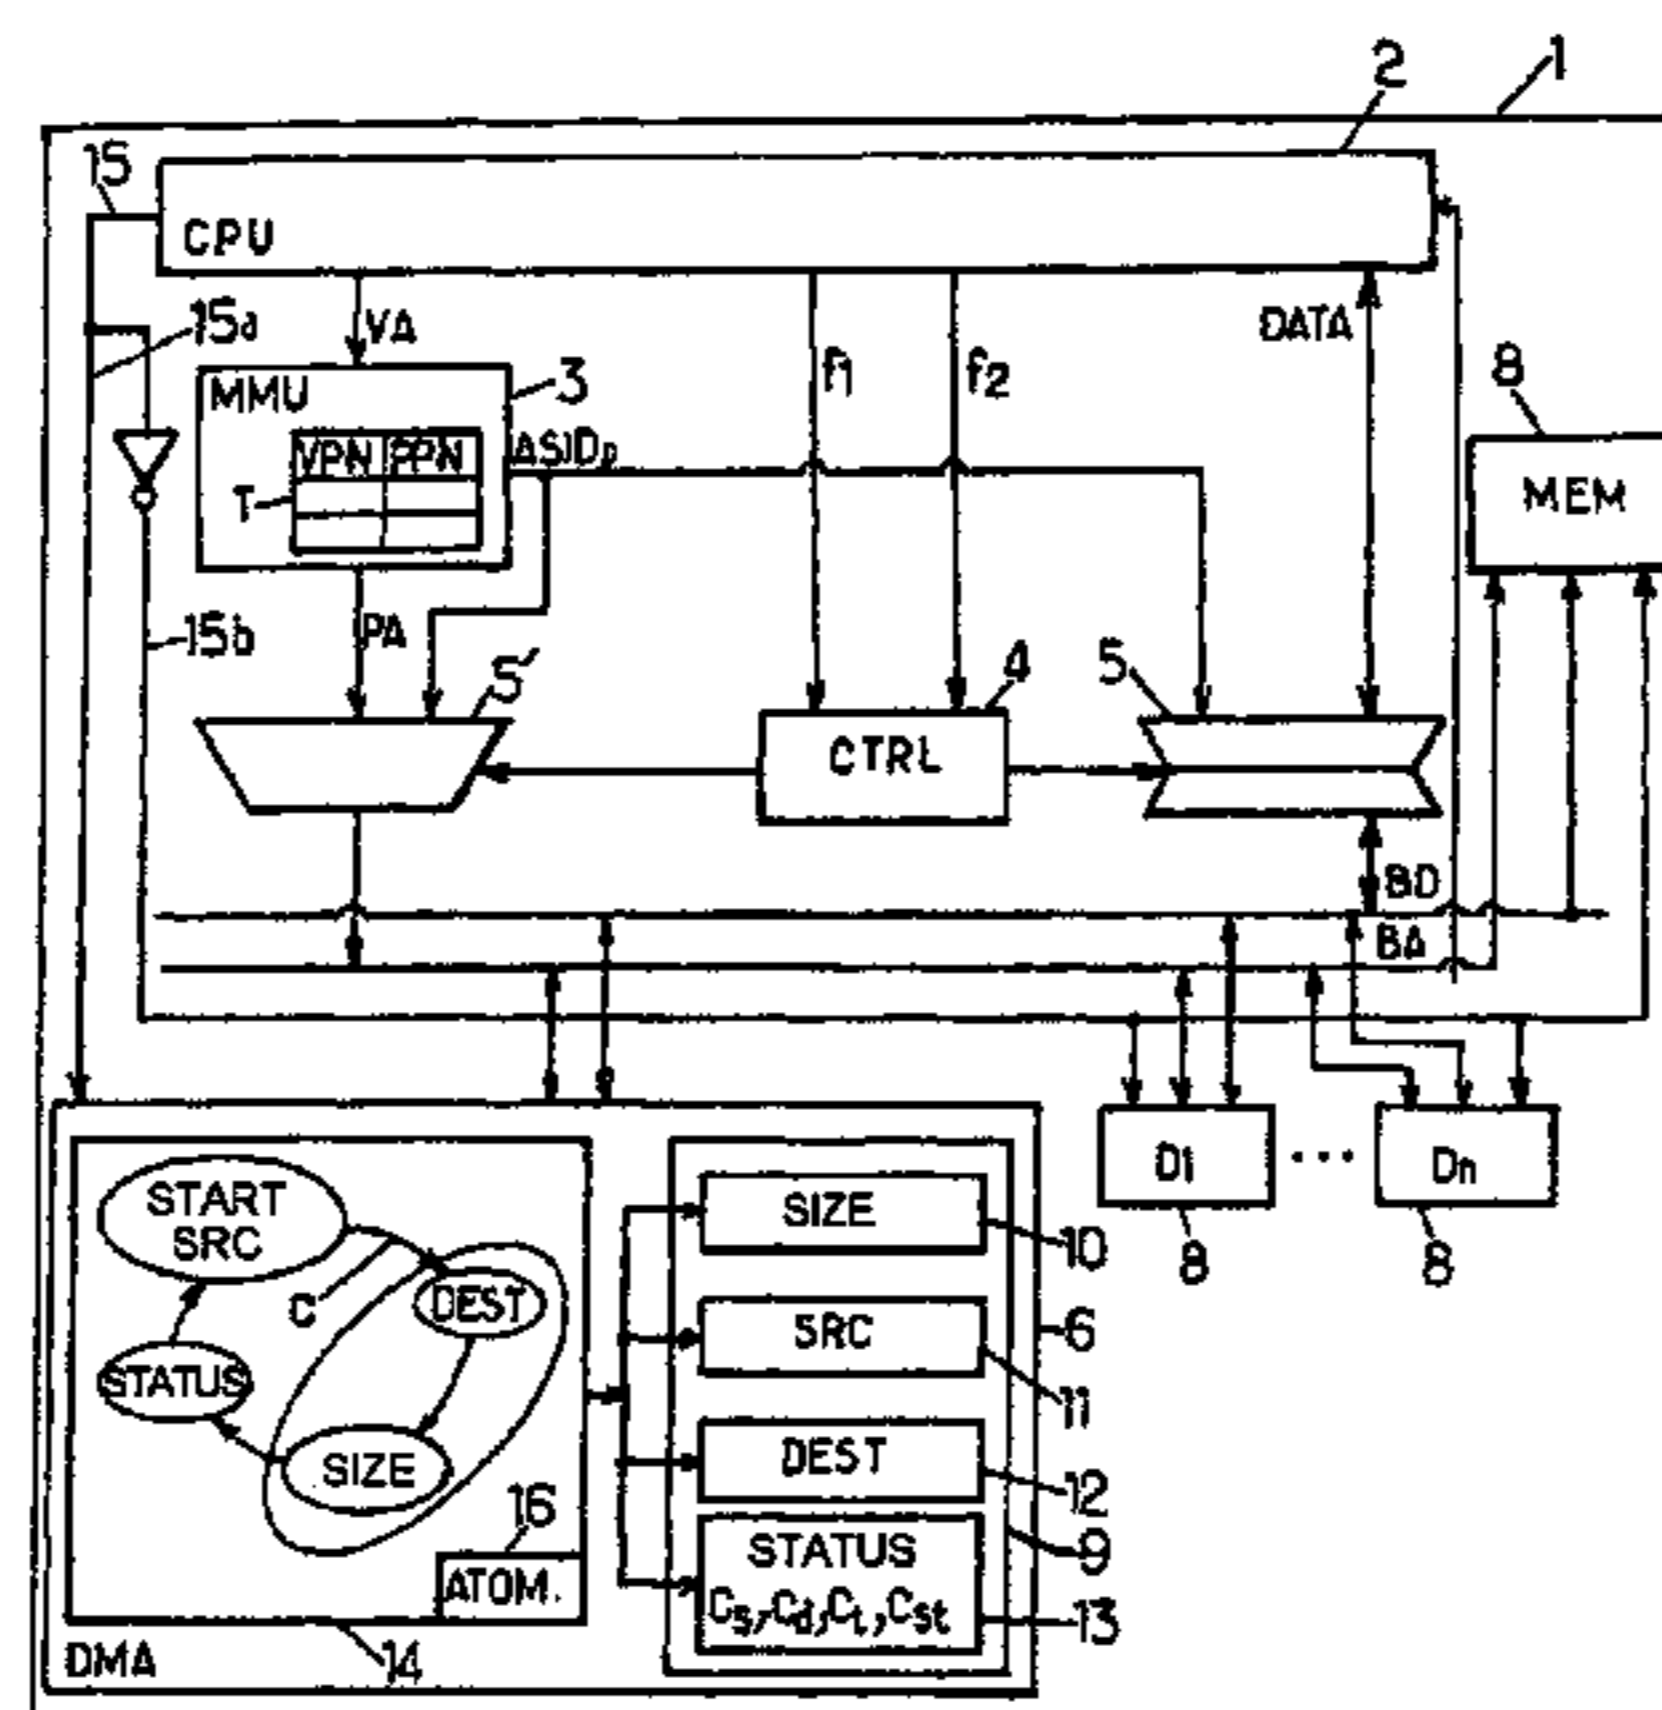 1
2
15
CPU
15a
VA
f1
f2
DATA
8
MMU
3
VPN PPN
ASIDp
MEM
T
15b
PA
5'
4
5
CTRL
BD
BA
START
SRC
SIZE
D1
...
Dn
10
8
8
C
DEST
SRC
6
STATUS
11
SIZE
DEST
12
16
STATUS
9
ATOM.
Cs, Cd, Ct, Cst
13
DMA
14